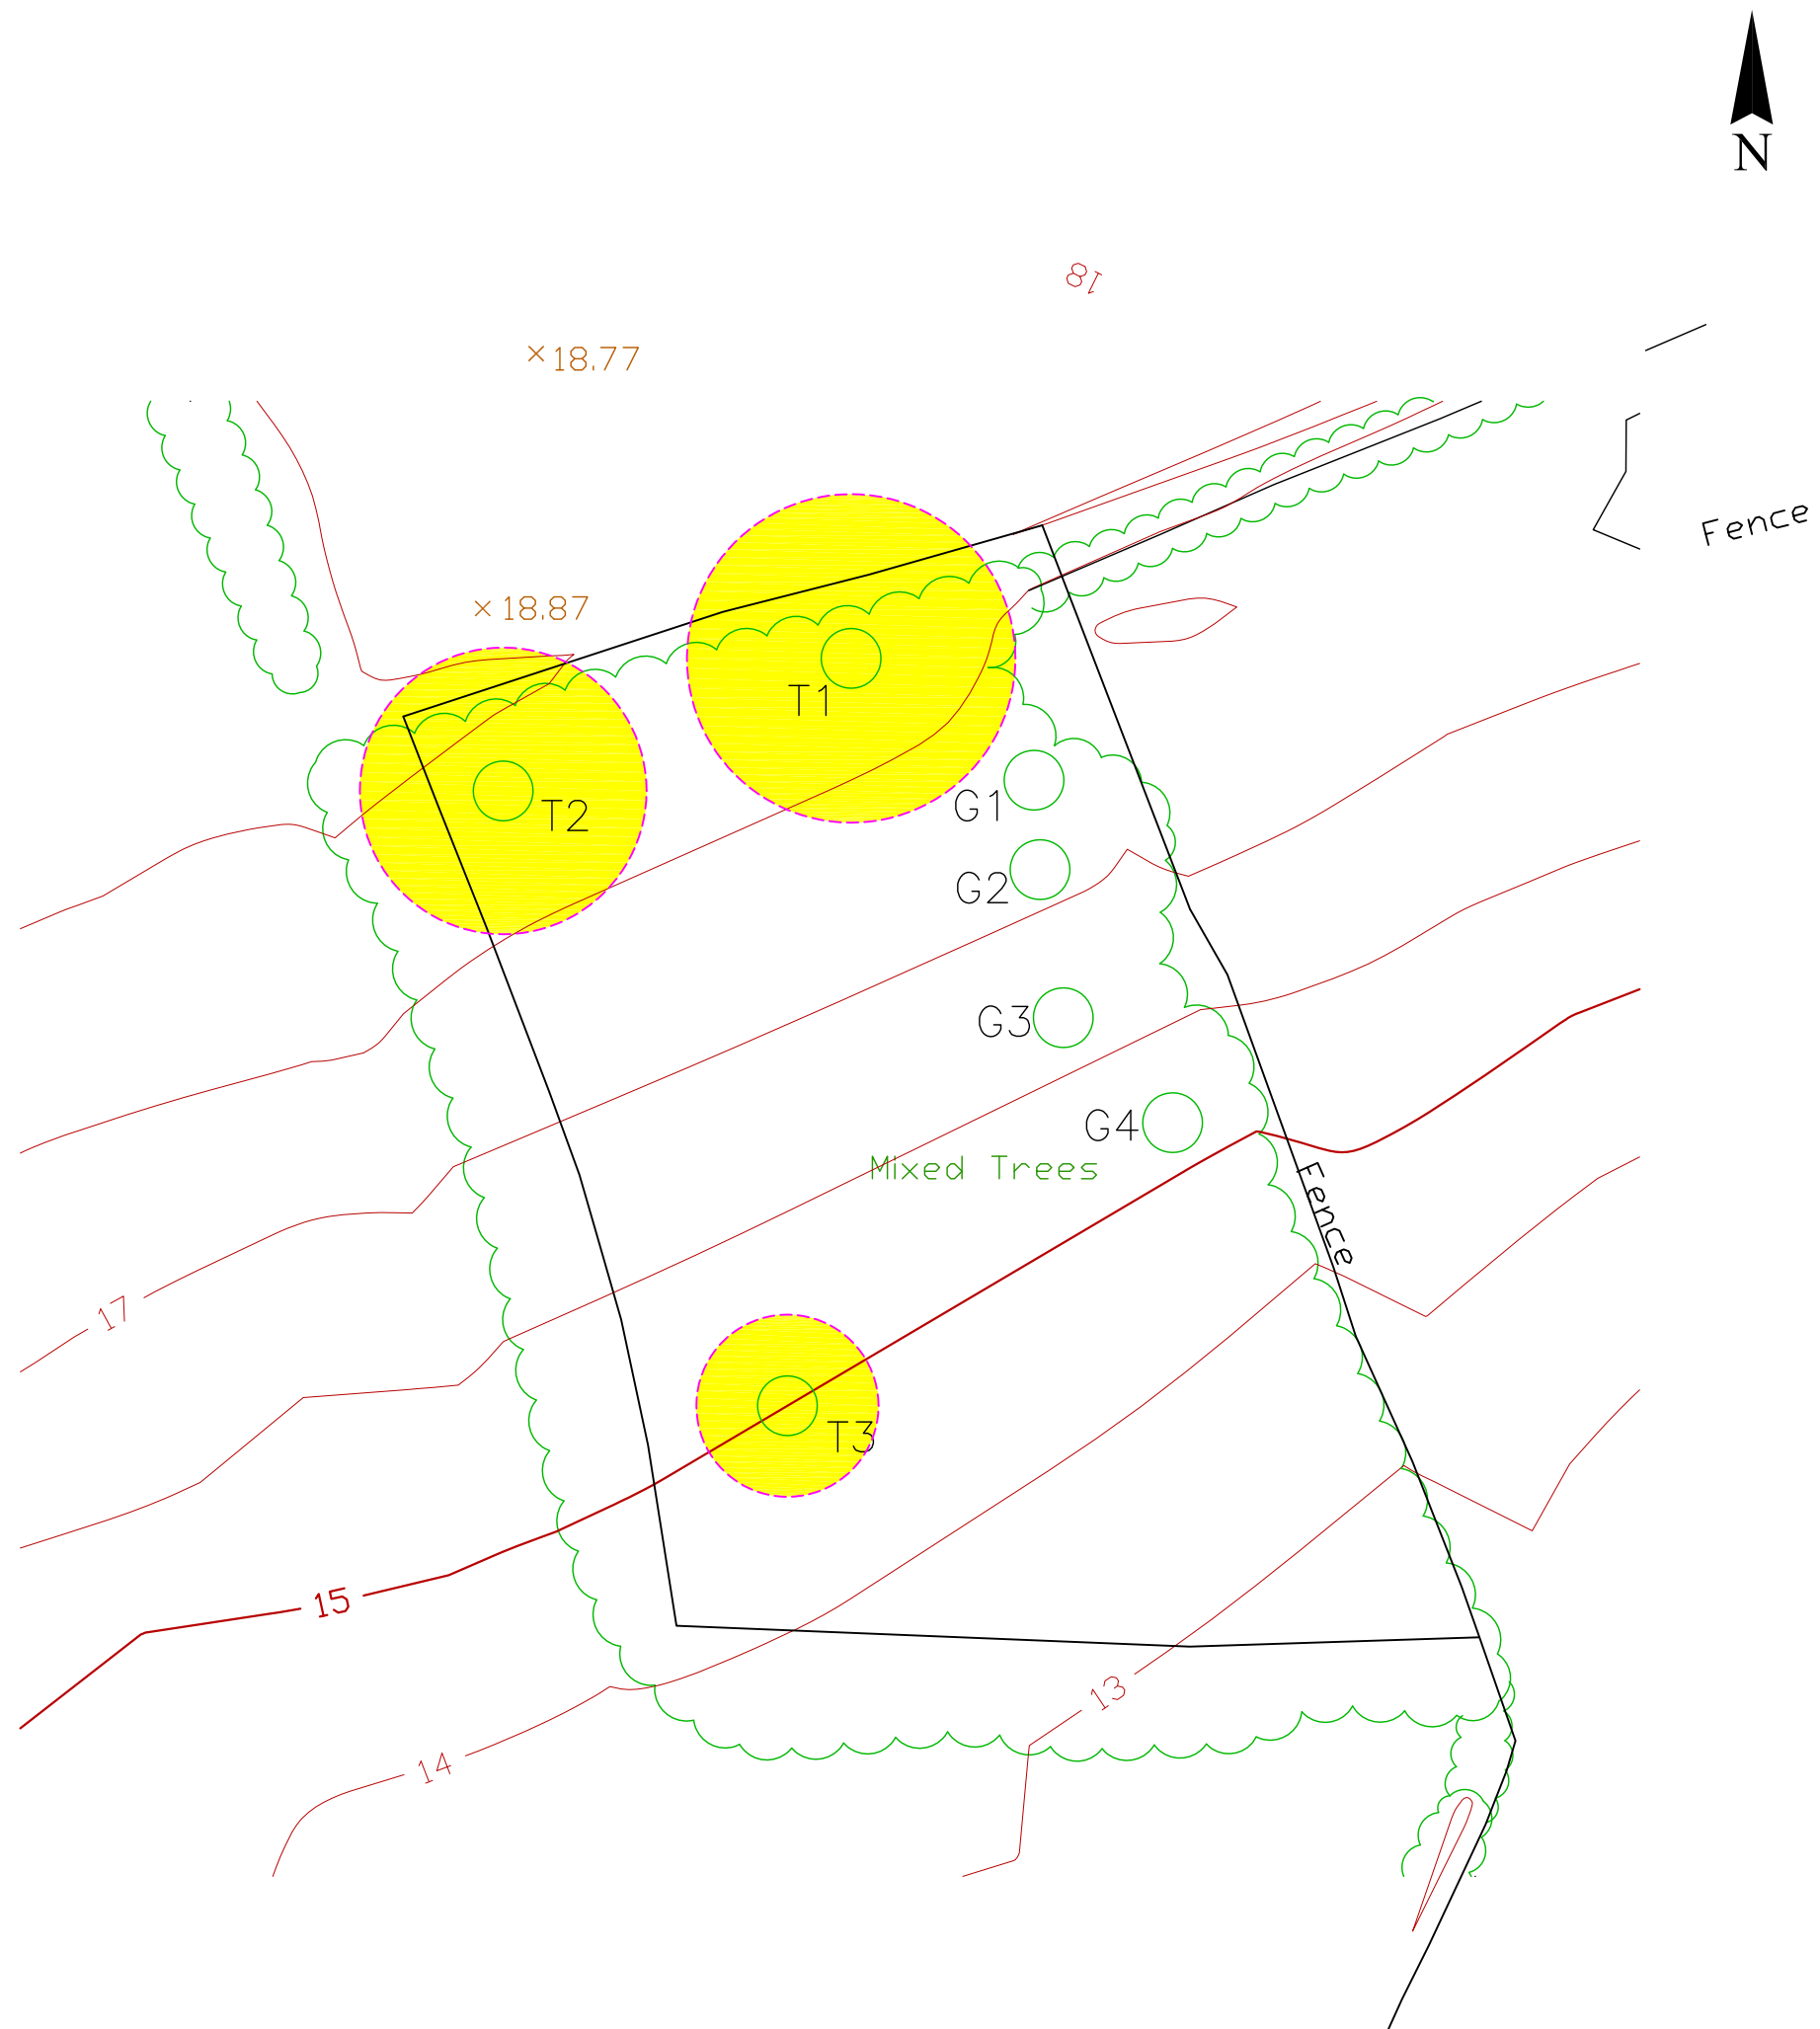 N
18
×18.77
Fence
×18.87
T1
T2
G1
G2
G3
G4
Mixed Trees
Fence
17
T3
15
13
14